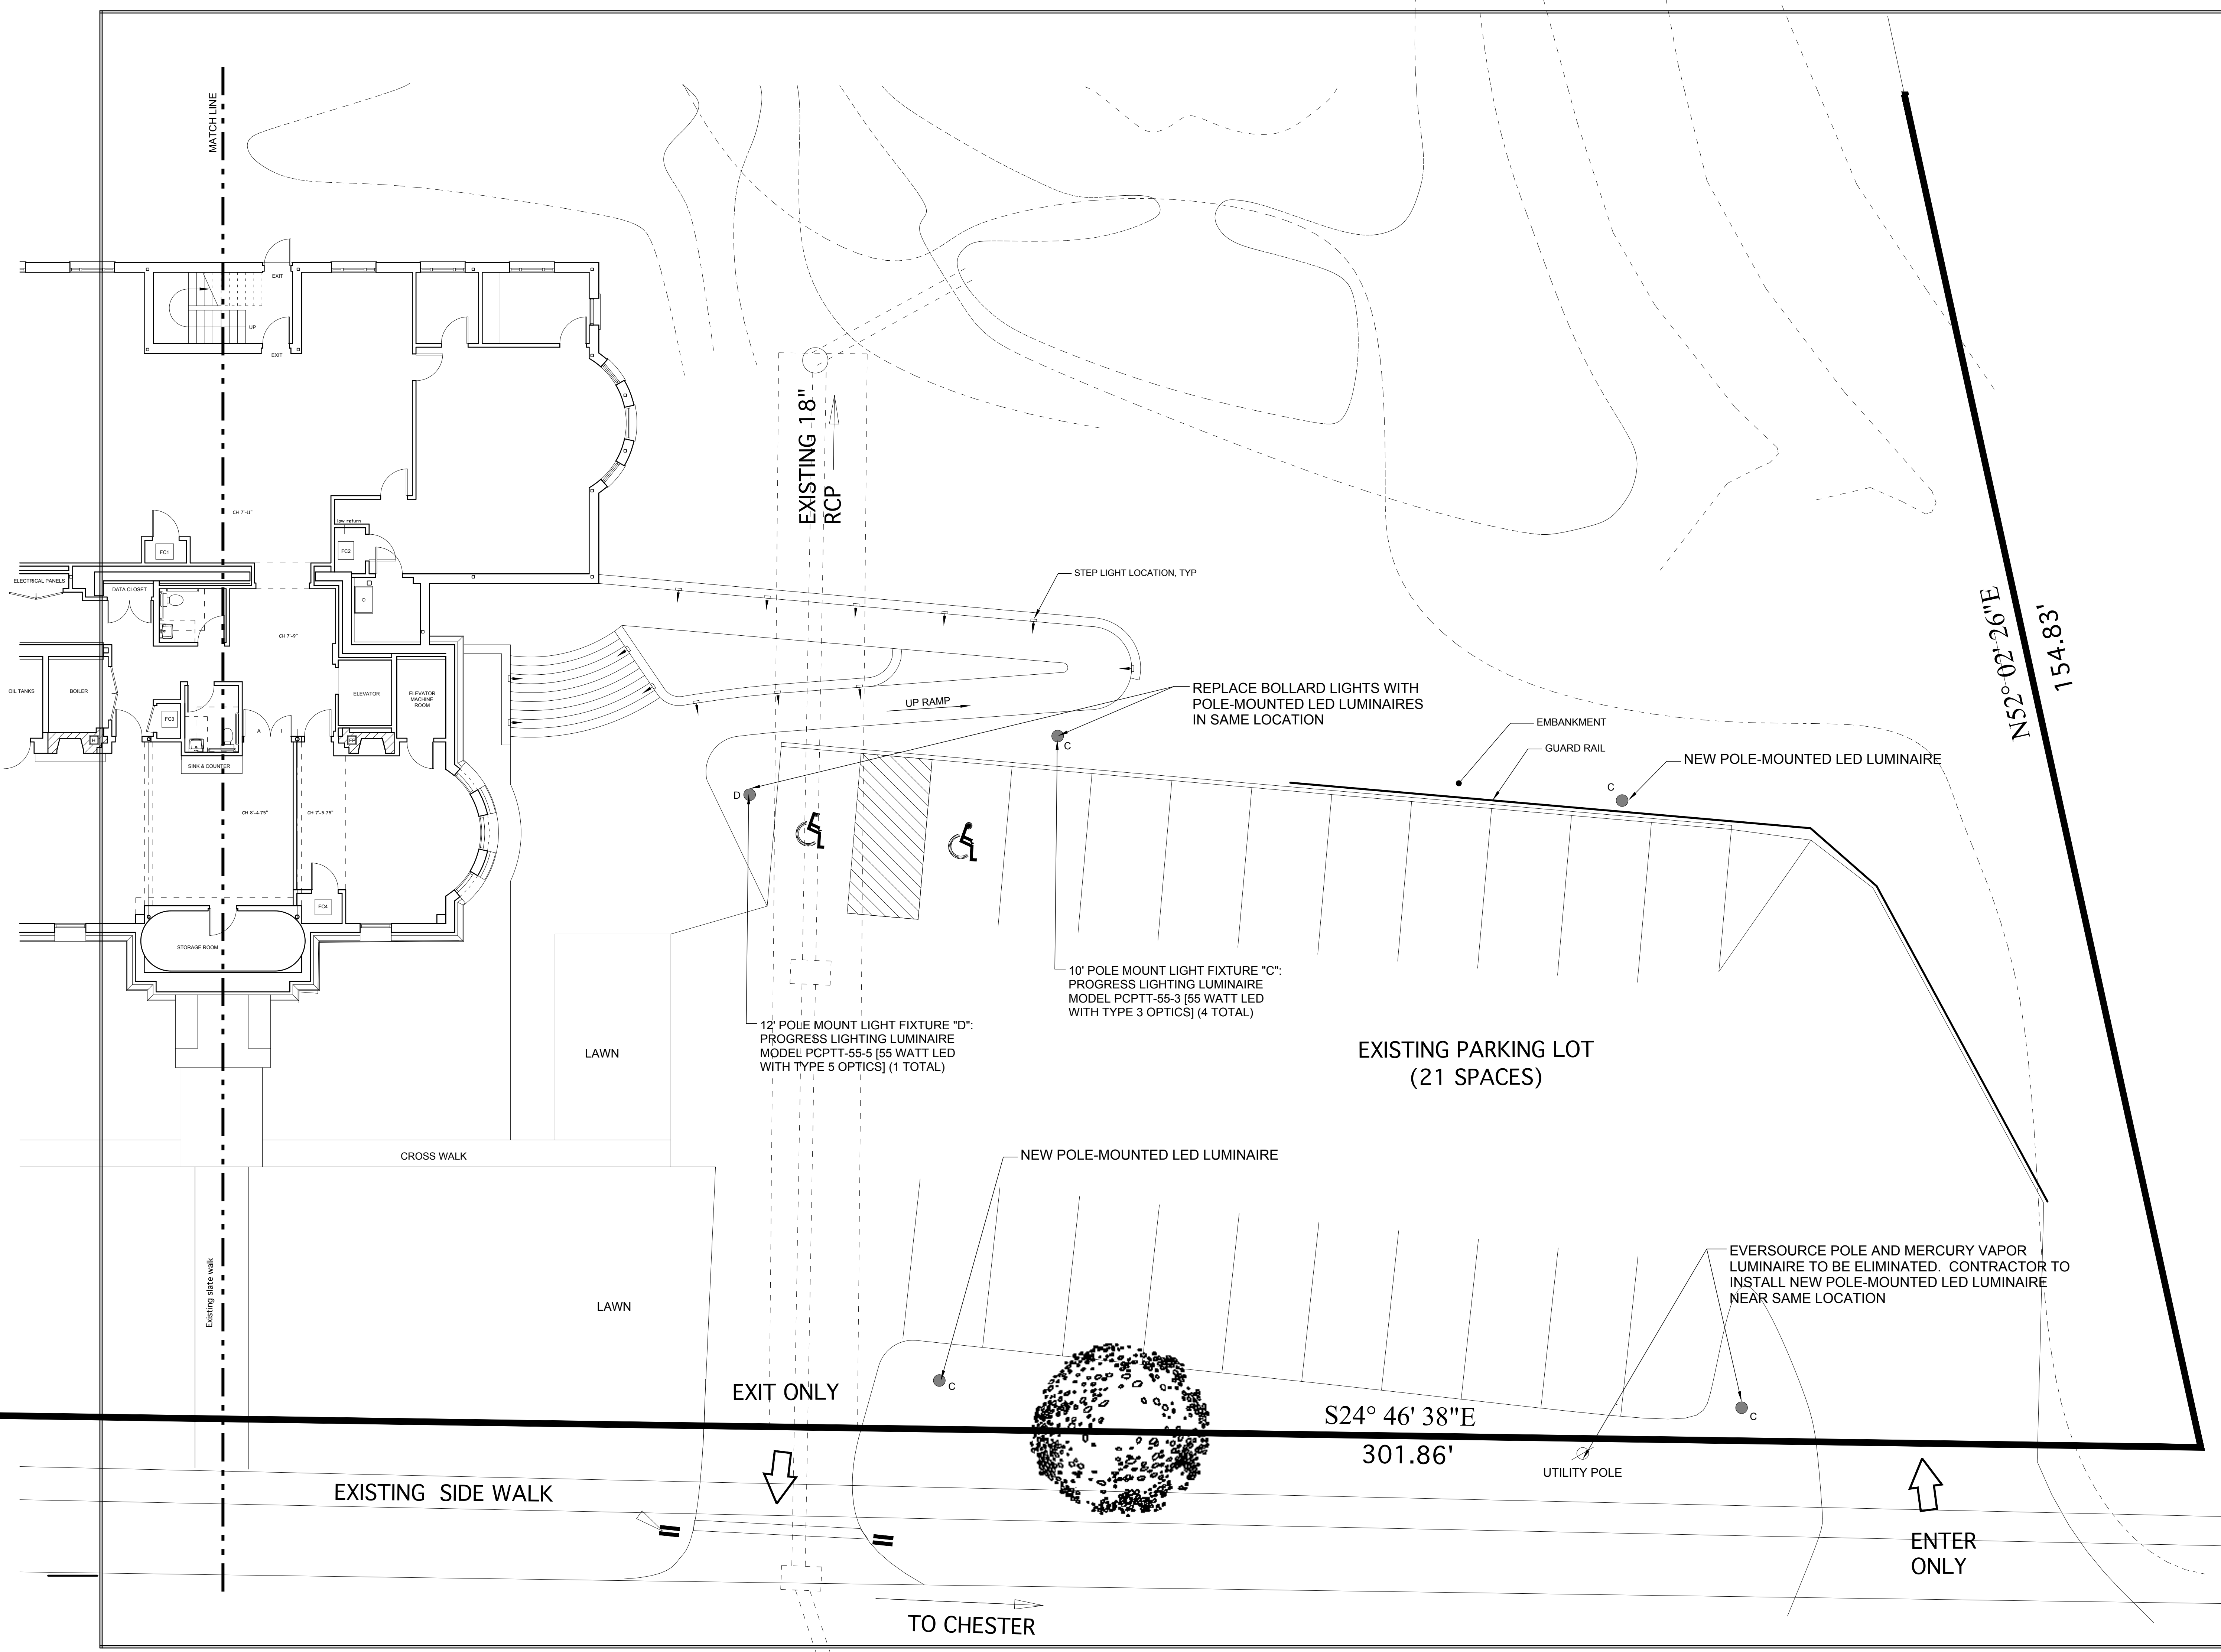 MATCH LINE
EXIT
UP
EXIT
EXISTING 18"
RCP
CH 7'-11"
low return
FC1
FC2
ELECTRICAL PANELS
DATA CLOSET
STEP LIGHT LOCATION, TYP
CH 7'-9"
N52° 02' 26"E
154.83'
OIL TANKS
BOILER
ELEVATOR
ELEVATOR
MACHINE
ROOM
UP RAMP
REPLACE BOLLARD LIGHTS WITH
POLE-MOUNTED LED LUMINAIRES
IN SAME LOCATION
FC3
A
I
H
C
EMBANKMENT
GUARD RAIL
NEW POLE-MOUNTED LED LUMINAIRE
SINK & COUNTER
D
C
CH 8'-4.75"
CH 7'-5.75"
FC4
STORAGE ROOM
10' POLE MOUNT LIGHT FIXTURE "C":
PROGRESS LIGHTING LUMINAIRE
MODEL PCPTT-55-3 [55 WATT LED
WITH TYPE 3 OPTICS] (4 TOTAL)
12' POLE MOUNT LIGHT FIXTURE "D":
PROGRESS LIGHTING LUMINAIRE
MODEL PCPTT-55-5 [55 WATT LED
WITH TYPE 5 OPTICS] (1 TOTAL)
LAWN
EXISTING PARKING LOT
(21 SPACES)
CROSS WALK
NEW POLE-MOUNTED LED LUMINAIRE
Existing slate walk
LAWN
EVERSOURCE POLE AND MERCURY VAPOR
LUMINAIRE TO BE ELIMINATED. CONTRACTOR TO
INSTALL NEW POLE-MOUNTED LED LUMINAIRE
NEAR SAME LOCATION
EXIT ONLY
C
S24° 46' 38"E
301.86'
C
UTILITY POLE
EXISTING SIDE WALK
ENTER
ONLY
TO CHESTER